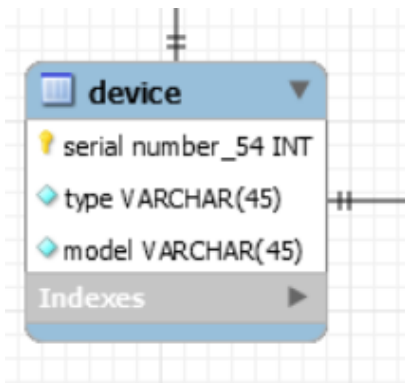 device
serial number_54 INT
type VARCHAR(45)
model VARCHAR(45)
Indexes